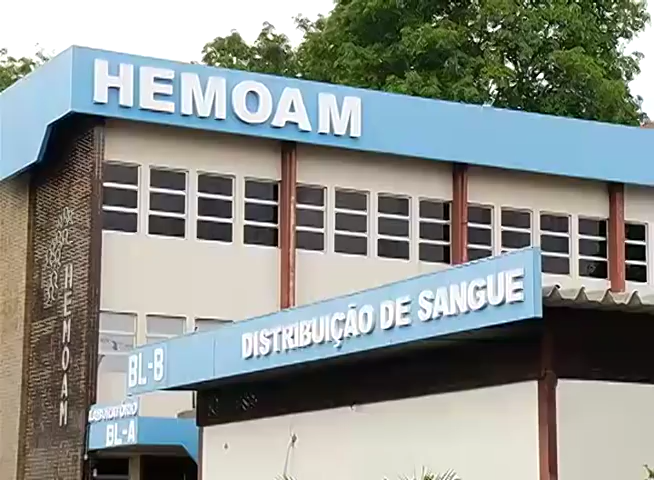 HEMOAM
HEMOAM
DISTRIBUIÇÃO DE SANGUE
BL-B
LABORATÓRIO
BL-A